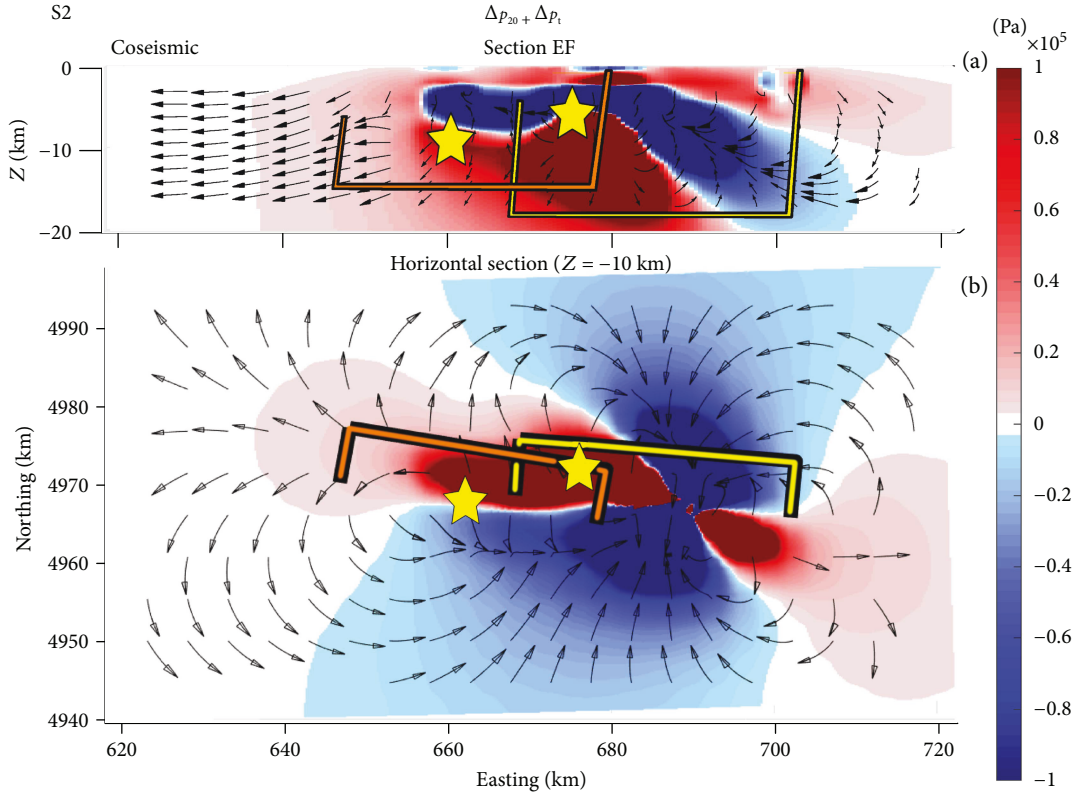 S2
Δp₂₀ + Δpₜ
Coseismic
Section EF
(a)
(Pa)
×10⁵
Z (km)
0
−10
−20
Horizontal section (Z = −10 km)
(b)
Northing (km)
4990
4980
4970
4960
4950
4940
620
640
660
680
700
720
Easting (km)
1
0.8
0.6
0.4
0.2
0
−0.2
−0.4
−0.6
−0.8
−1